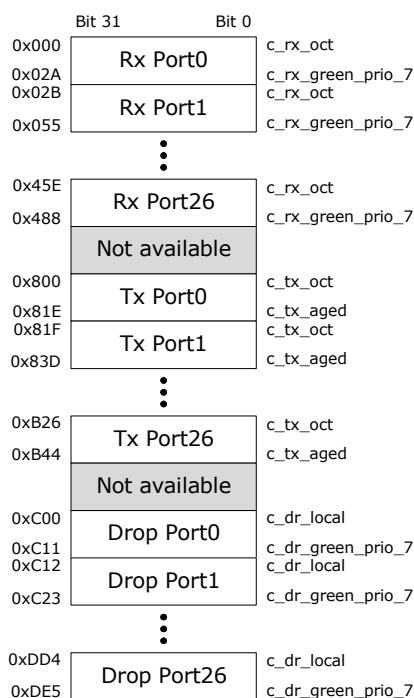 Bit 31 Bit 0
0x000 c_rx_oct
Rx Port0
0x02A c_rx_green_prio_7
0x02B c_rx_oct
Rx Port1
0x055 c_rx_green_prio_7
0x45E c_rx_oct
Rx Port26
0x488 c_rx_green_prio_7
Not available
0x800 c_tx_oct
Tx Port0
0x81E c_tx_aged
0x81F c_tx_oct
Tx Port1
0x83D c_tx_aged
0xB26 c_tx_oct
Tx Port26
0xB44 c_tx_aged
Not available
0xC00 c_dr_local
Drop Port0
0xC11 c_dr_green_prio_7
0xC12 c_dr_local
Drop Port1
0xC23 c_dr_green_prio_7
0xDD4 c_dr_local
Drop Port26
0xDE5 c_dr_green_prio_7